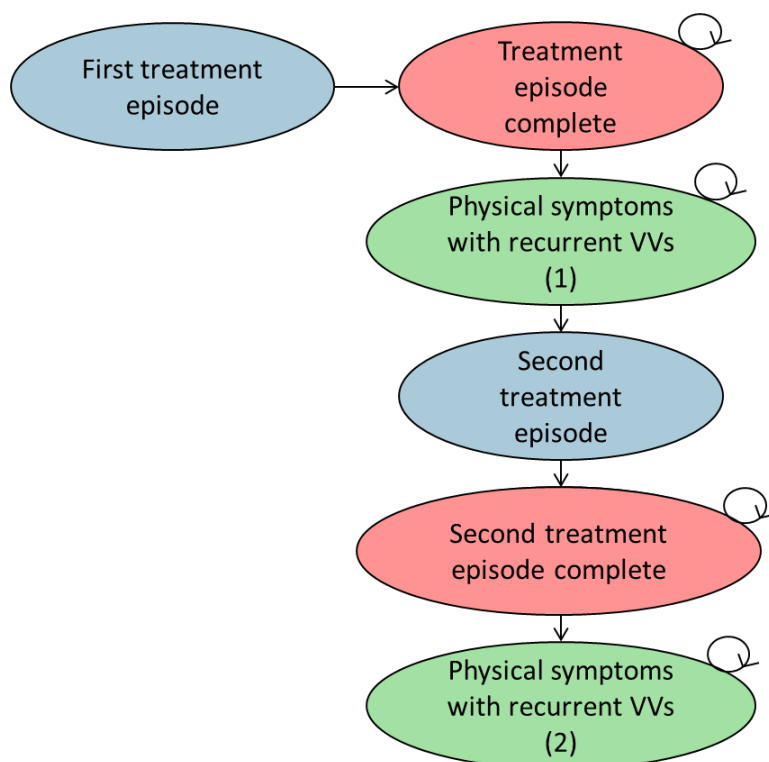 First treatment
episode
Treatment
episode
complete
Physical symptoms
with recurrent VVs
(1)
Second
treatment
episode
Second treatment
episode complete
Physical symptoms
with recurrent VVs
(2)